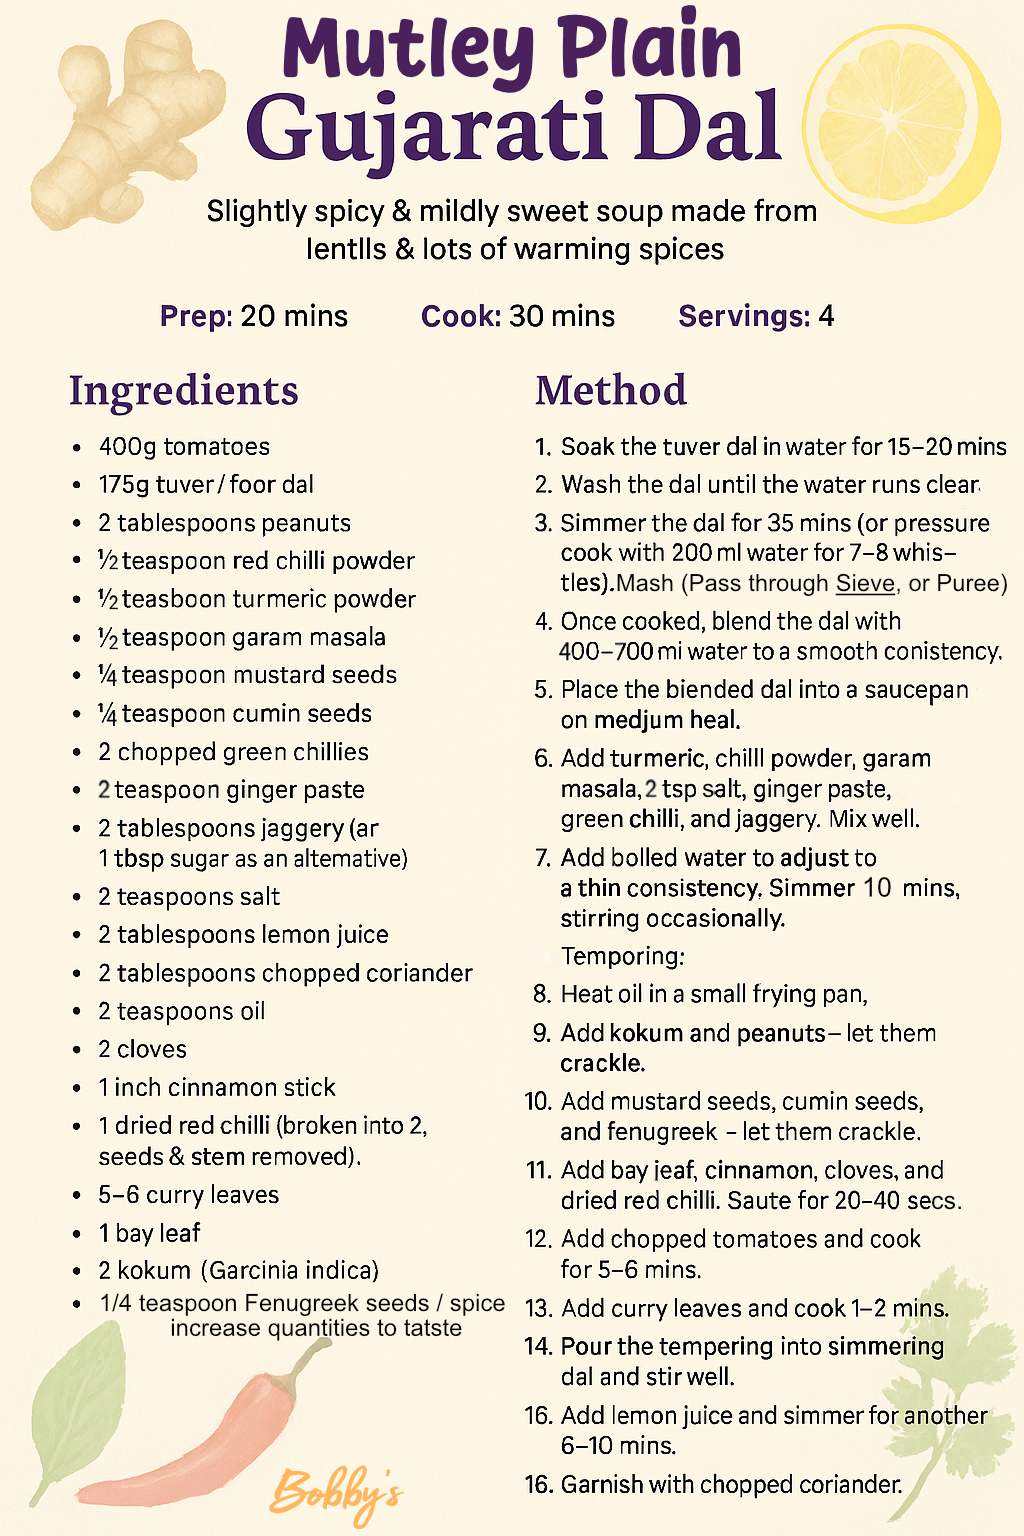 Mutley Plain
Gujarati Dal
Slightly spicy & mildly sweet soup made from
lentlls & lots of warming spices
Prep: 20 mins Cook: 30 mins Servings: 4
Ingredients
• 400g tomatoes
• 175g tuver/foor dal
• 2 tablespoons peanuts
• ½ teaspoon red chilli powder
• ½ teasboon turmeric powder
• ½ teaspoon garam masala
• ¼ teaspoon mustard seeds
• ¼ teaspoon cumin seeds
• 2 chopped green chillies
• 2 teaspoon ginger paste
• 2 tablespoons jaggery (ar
1 tbsp sugar as an altemative)
• 2 teaspoons salt
• 2 tablespoons lemon juice
• 2 tablespoons chopped coriander
• 2 teaspoons oil
• 2 cloves
• 1 inch cinnamon stick
• 1 dried red chilli (broken into 2,
seeds & stem removed).
• 5–6 curry leaves
• 1 bay leaf
• 2 kokum (Garcinia indica)
• 1/4 teaspoon Fenugreek seeds / spice
increase quantities to tatste
Method
1. Soak the tuver dal in water for 15–20 mins
2. Wash the dal until the water runs clear.
3. Simmer the dal for 35 mins (or pressure
cook with 200 ml water for 7–8 whis–
tles).Mash (Pass through Sieve, or Puree)
4. Once cooked, blend the dal with
400–700 mi water to a smooth conistency.
5. Place the biended dal into a saucepan
on medjum heal.
6. Add turmeric, chilll powder, garam
masala, 2 tsp salt, ginger paste,
green chilli, and jaggery. Mix well.
7. Add bolled water to adjust to
a thin consistency. Simmer 10 mins,
stirring occasionally.
Temporing:
8. Heat oil in a small frying pan,
9. Add kokum and peanuts– let them
crackle.
10. Add mustard seeds, cumin seeds,
and fenugreek – let them crackle.
11. Add bay jeaf, cinnamon, cloves, and
dried red chilli. Saute for 20–40 secs.
12. Add chopped tomatoes and cook
for 5–6 mins.
13. Add curry leaves and cook 1–2 mins.
14. Pour the tempering into simmering
dal and stir well.
16. Add lemon juice and simmer for another
6–10 mins.
16. Garnish with chopped coriander.
Bobby's